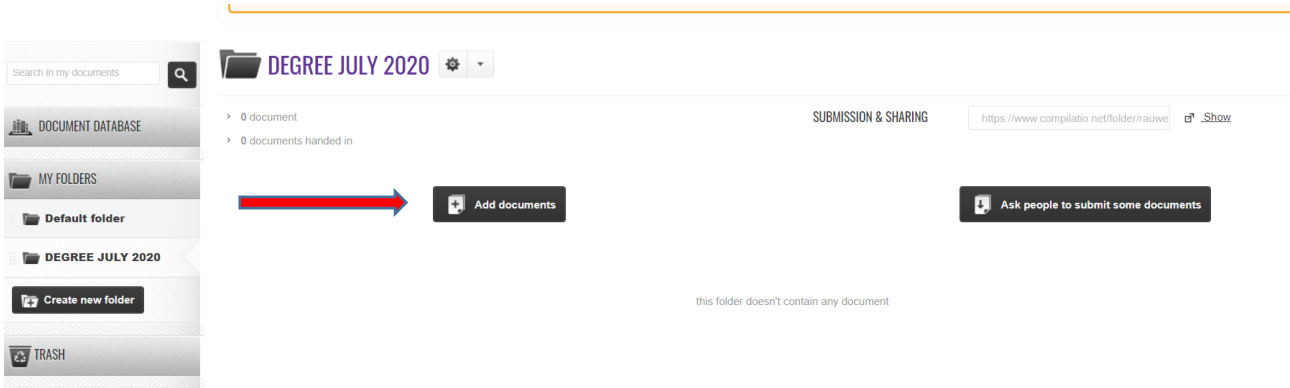 Search in my documents
DOCUMENT DATABASE
MY FOLDERS
Default folder
DEGREE JULY 2020
Create new folder
TRASH
DEGREE JULY 2020
0 document
0 documents handed in
SUBMISSION & SHARING
https://www.compilatio.net/folder/rauwe
Show
Add documents
Ask people to submit some documents
this folder doesn't contain any document